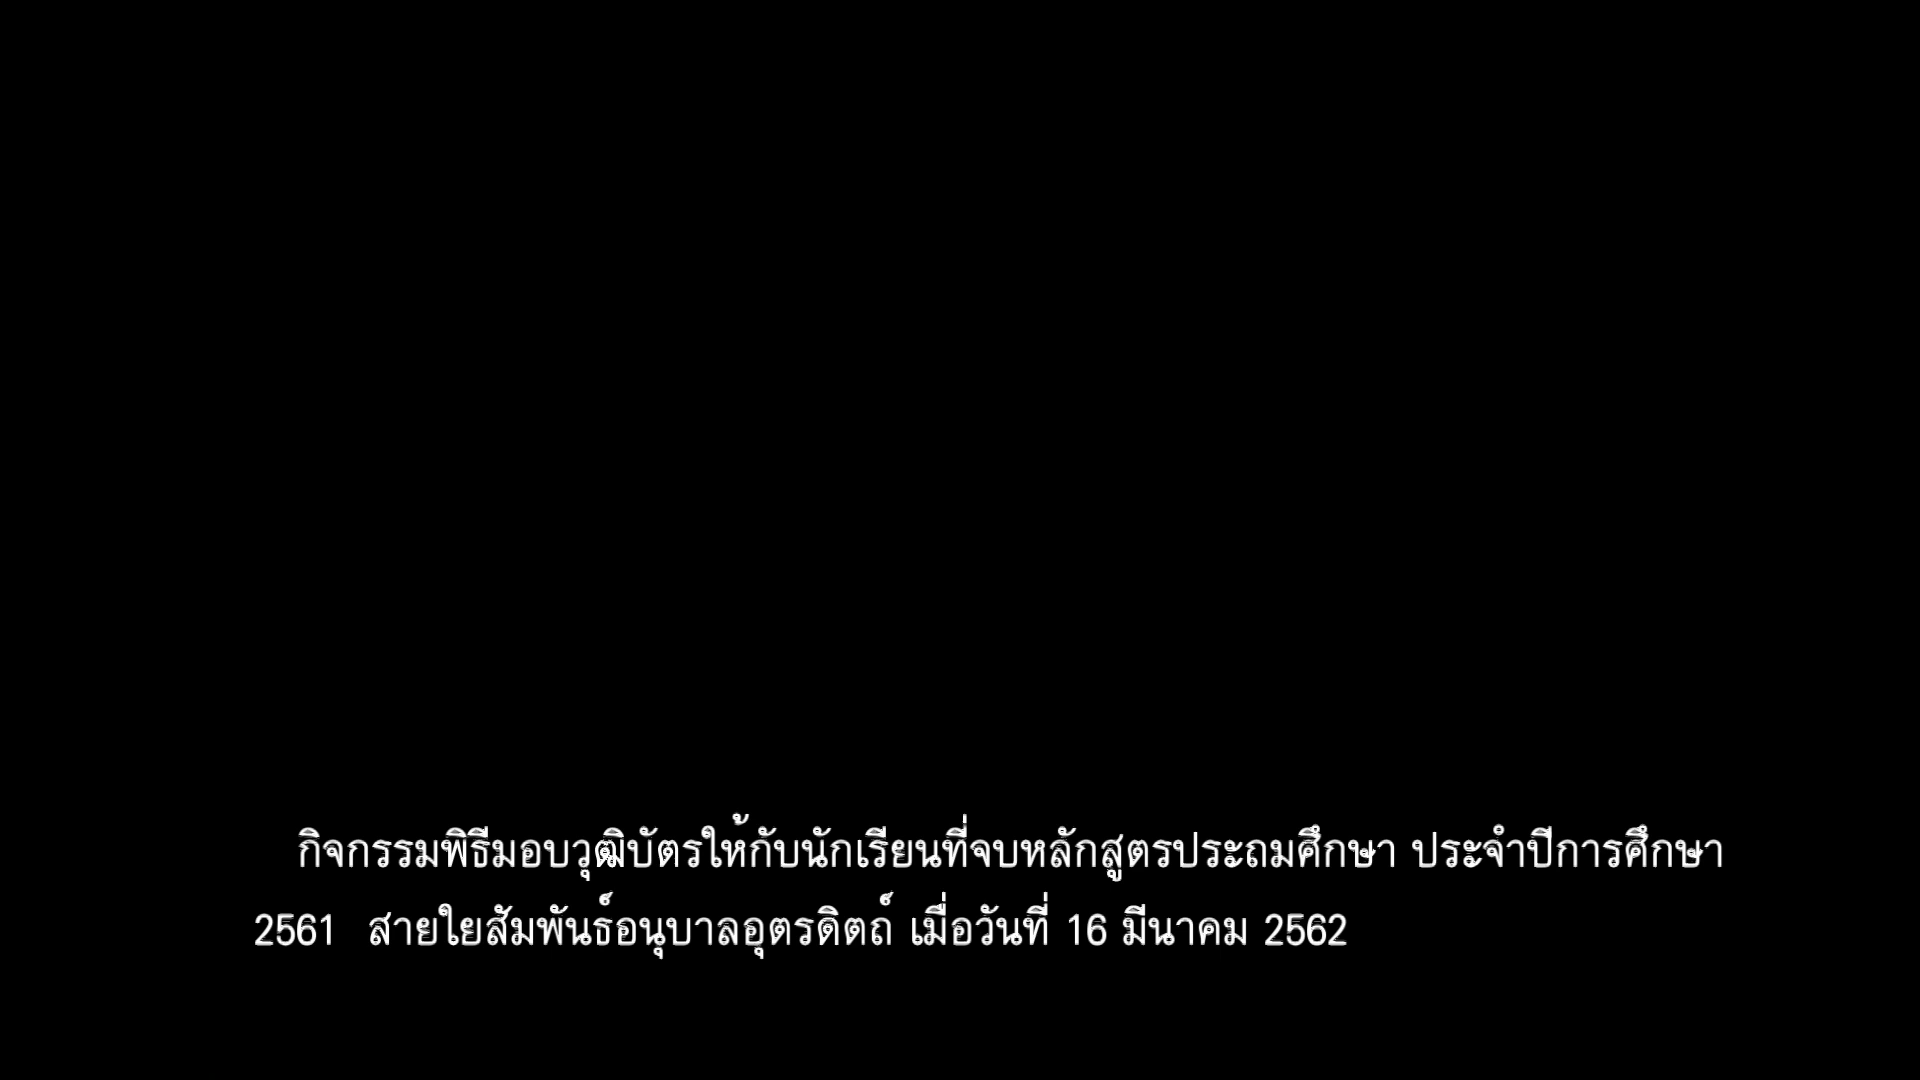 กิจกรรมพิธีมอบวุฒิบัตรให้กับนักเรียนที่จบหลักสูตรประถมศึกษา ประจำปีการศึกษา
2561 สายใยสัมพันธ์อนุบาลอุตรดิตถ์ เมื่อวันที่ 16 มีนาคม 2562